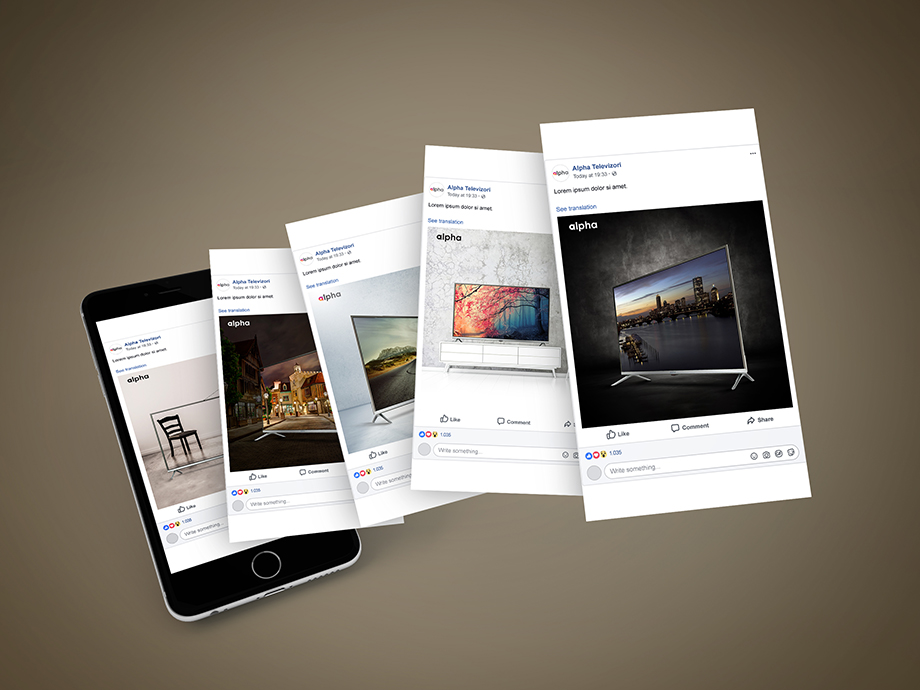 alpha
Alpha Televizori
Today at 19:33
Lorem ipsum dolor si amet.
See translation
alpha
Like
1.035
Write something...
alpha
Alpha Televizori
Today at 19:33
Lorem ipsum dolor si amet
See translation
alpha
Like
Comment
1.035
Write something...
alpha
Alpha Televizori
Today at 19:33
Lorem ipsum dolor si amet.
See translation
alpha
Like
1.035
Write something...
alpha
Alpha Televizori
Today at 19:33
Lorem ipsum dolor si amet.
See translation
alpha
Like
Comment
1.035
Write something...
alpha
Alpha Televizori
Today at 19:33
Lorem ipsum dolor si amet.
See translation
alpha
Like
Comment
Share
1.035
Write something...